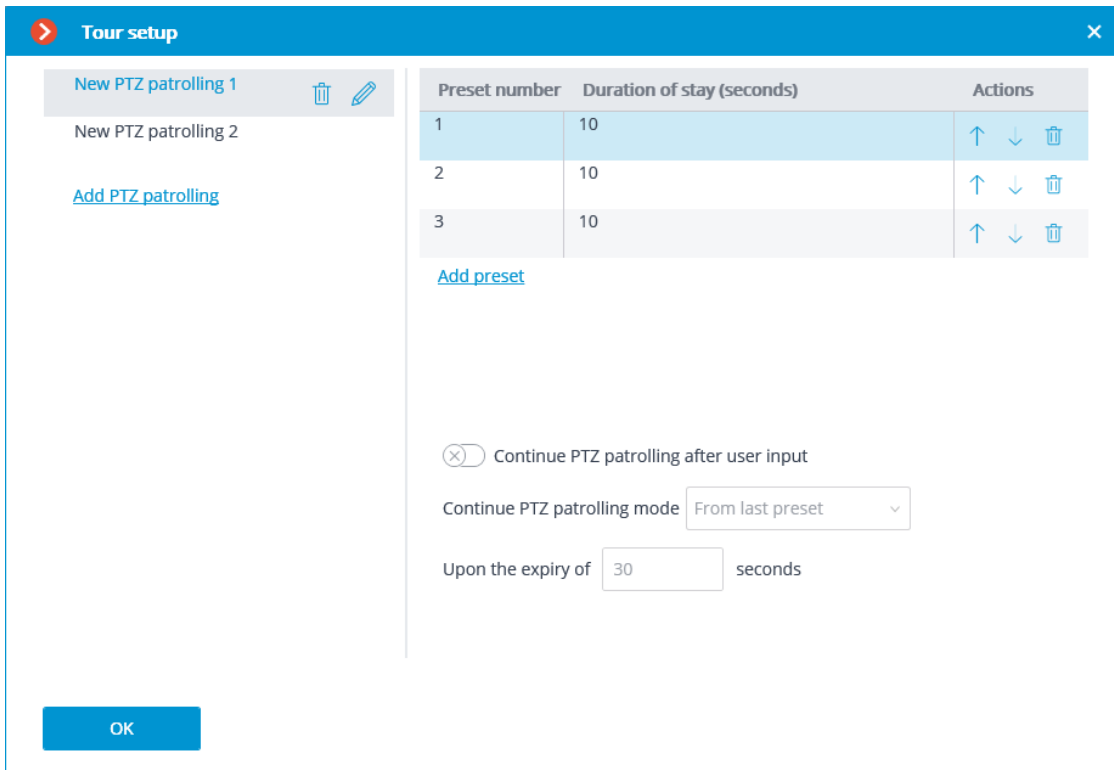 Tour setup
New PTZ patrolling 1
New PTZ patrolling 2
Add PTZ patrolling
Preset number Duration of stay (seconds) Actions
1 10
2 10
3 10
Add preset
Continue PTZ patrolling after user input
Continue PTZ patrolling mode From last preset
Upon the expiry of 30 seconds
OK